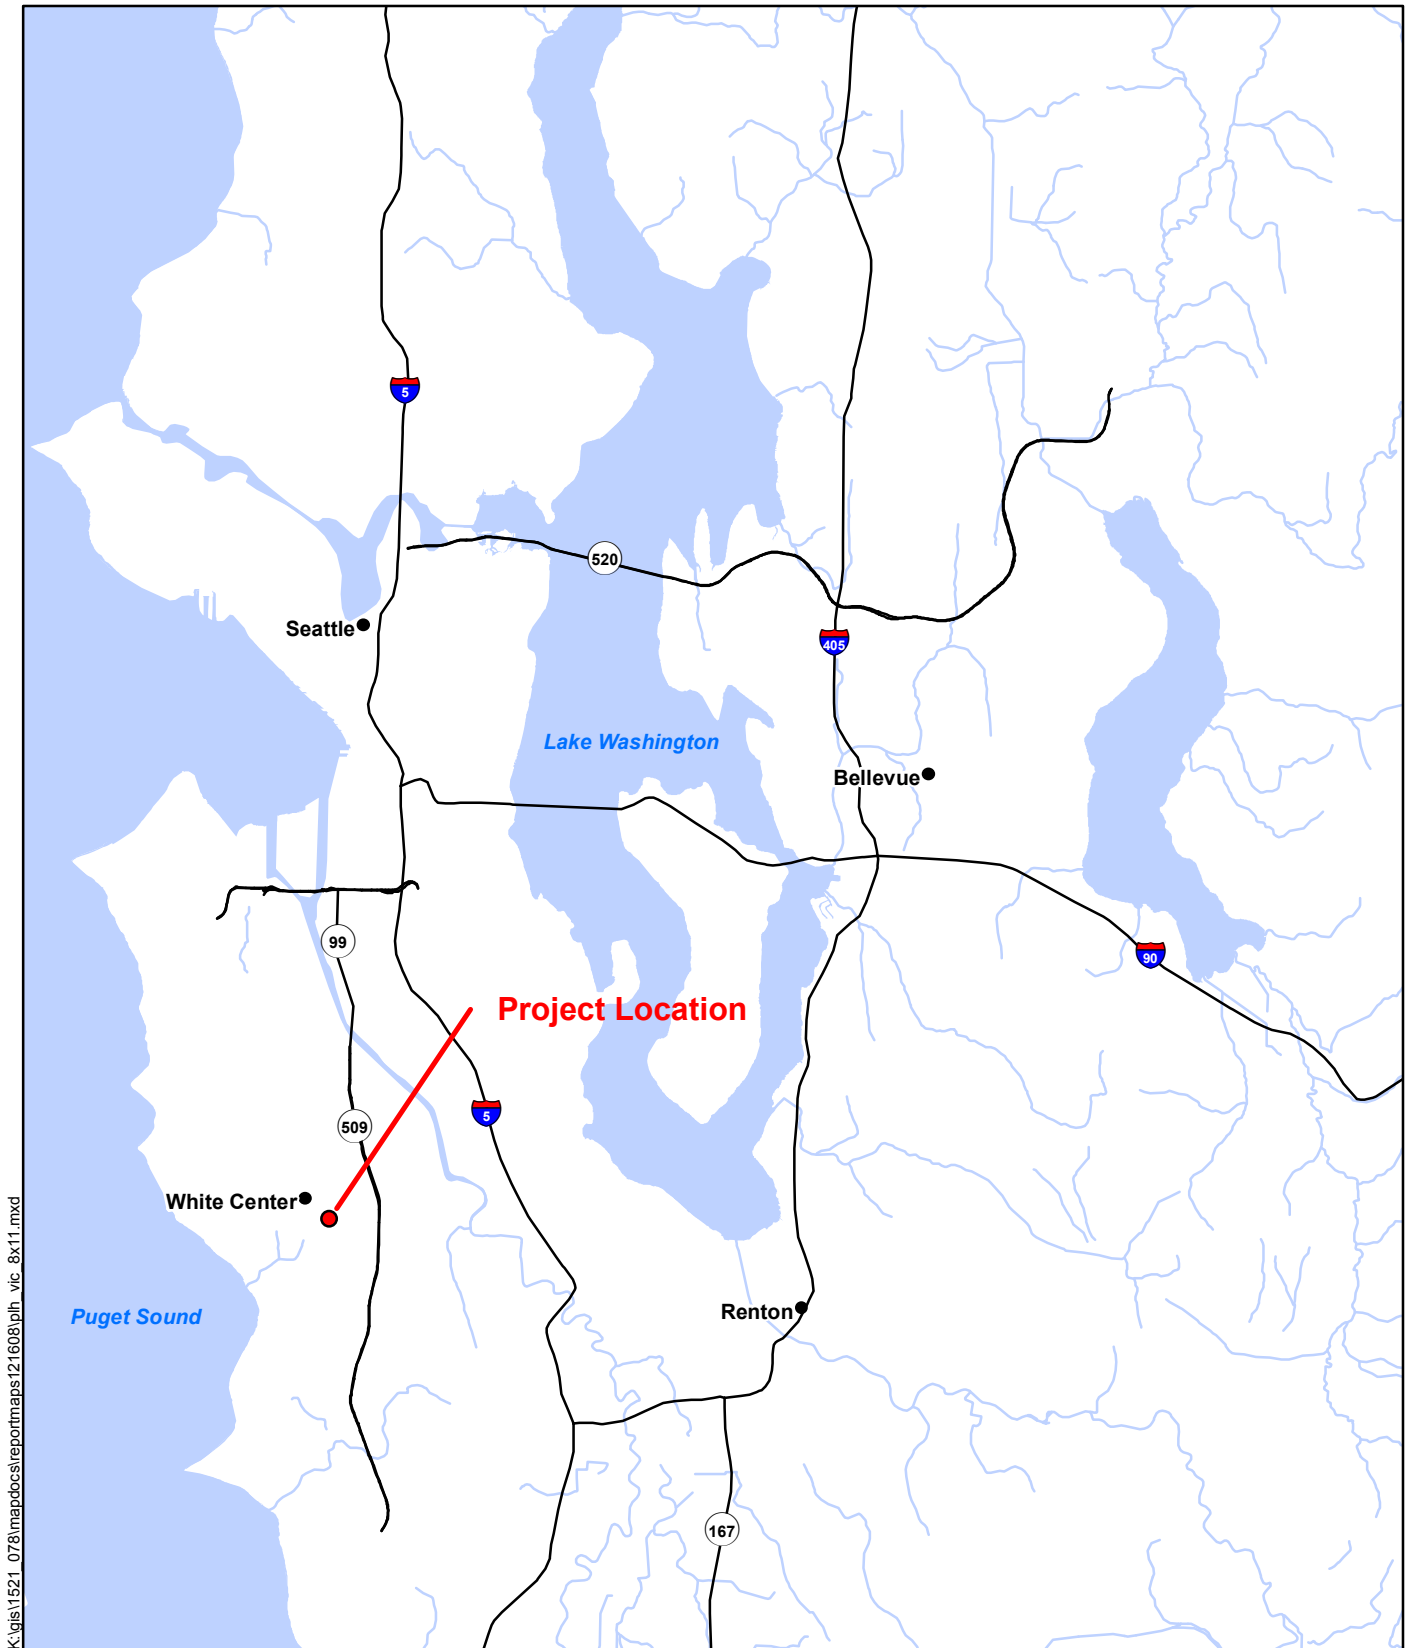 5
520
Seattle
405
Lake Washington
Bellevue
99
90
Project Location
5
509
White Center
Puget Sound
Renton
167
K:\gis\1521_078\mapdocs\reportmaps121608\plh_vic_8x11.mxd